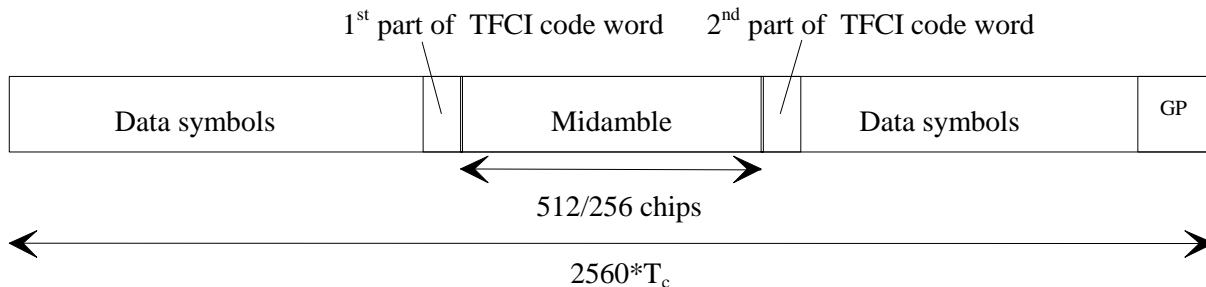 1st part of TFCI code word 2nd part of TFCI code word
Data symbols Midamble Data symbols GP
512/256 chips
2560*Tc